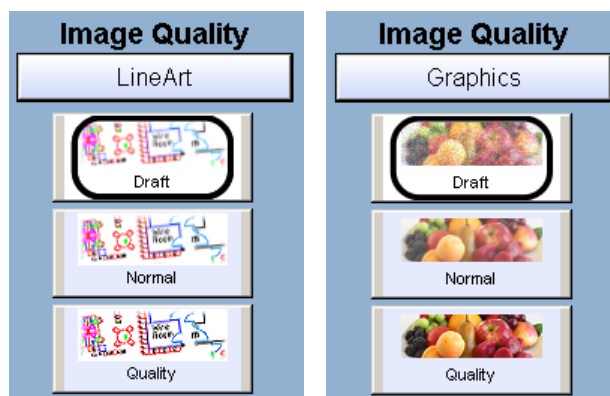 Image Quality
LineArt
Draft
Normal
Quality
Image Quality
Graphics
Draft
Normal
Quality